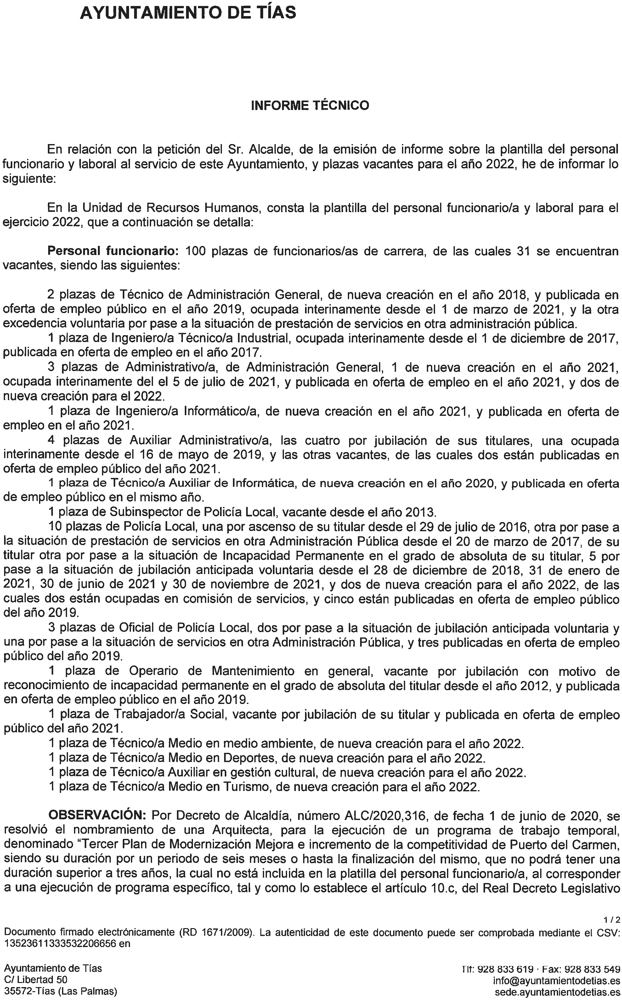 AYUNTAMIENTO DE TÍAS
INFORME TÉCNICO
En relación con la petición del Sr. Alcalde, de la emisión de informe sobre la plantilla del personal
funcionario y laboral al servicio de este Ayuntamiento, y plazas vacantes para el año 2022, he de informar lo
siguiente:
En la Unidad de Recursos Humanos, consta la plantilla del personal funcionario/a y laboral para el
ejercicio 2022, que a continuación se detalla:
Personal funcionario: 100 plazas de funcionarios/as de carrera, de las cuales 31 se encuentran
vacantes, siendo las siguientes:
2 plazas de Técnico de Administración General, de nueva creación en el año 2018, y publicada en
oferta de empleo público en el año 2019, ocupada interinamente desde el 1 de marzo de 2021, y la otra
excedencia voluntaria por pase a la situación de prestación de servicios en otra administración pública.
1 plaza de Ingeniero/a Técnico/a Industrial, ocupada interinamente desde el 1 de diciembre de 2017,
publicada en oferta de empleo en el año 2017.
3 plazas de Administrativo/a, de Administración General, 1 de nueva creación en el año 2021,
ocupada interinamente del el 5 de julio de 2021, y publicada en oferta de empleo en el año 2021, y dos de
nueva creación para el 2022.
1 plaza de Ingeniero/a Informático/a, de nueva creación en el año 2021, y publicada en oferta de
empleo en el año 2021.
4 plazas de Auxiliar Administrativo/a, las cuatro por jubilación de sus titulares, una ocupada
interinamente desde el 16 de mayo de 2019, y las otras vacantes, de las cuales dos están publicadas en
oferta de empleo público del año 2021.
1 plaza de Técnico/a Auxiliar de Informática, de nueva creación en el año 2020, y publicada en oferta
de empleo público en el mismo año.
1 plaza de Subinspector de Policía Local, vacante desde el año 2013.
10 plazas de Policía Local, una por ascenso de su titular desde el 29 de julio de 2016, otra por pase a
la situación de prestación de servicios en otra Administración Pública desde el 20 de marzo de 2017, de su
titular otra por pase a la situación de Incapacidad Permanente en el grado de absoluta de su titular, 5 por
pase a la situación de jubilación anticipada voluntaria desde el 28 de diciembre de 2018, 31 de enero de
2021, 30 de junio de 2021 y 30 de noviembre de 2021, y dos de nueva creación para el año 2022, de las
cuales dos están ocupadas en comisión de servicios, y cinco están publicadas en oferta de empleo público
del año 2019.
3 plazas de Oficial de Policía Local, dos por pase a la situación de jubilación anticipada voluntaria y
una por pase a la situación de servicios en otra Administración Pública, y tres publicadas en oferta de empleo
público del año 2019.
1 plaza de Operario de Mantenimiento en general, vacante por jubilación con motivo de
reconocimiento de incapacidad permanente en el grado de absoluta del titular desde el año 2012, y publicada
en oferta de empleo público en el año 2019.
1 plaza de Trabajador/a Social, vacante por jubilación de su titular y publicada en oferta de empleo
público del año 2021.
1 plaza de Técnico/a Medio en medio ambiente, de nueva creación para el año 2022.
1 plaza de Técnico/a Medio en Deportes, de nueva creación para el año 2022.
1 plaza de Técnico/a Auxiliar en gestión cultural, de nueva creación para el año 2022.
1 plaza de Técnico/a Medio en Turismo, de nueva creación para el año 2022.
OBSERVACIÓN: Por Decreto de Alcaldía, número ALC/2020,316, de fecha 1 de junio de 2020, se
resolvió el nombramiento de una Arquitecta, para la ejecución de un programa de trabajo temporal,
denominado “Tercer Plan de Modernización Mejora e incremento de la competitividad de Puerto del Carmen,
siendo su duración por un periodo de seis meses o hasta la finalización del mismo, que no podrá tener una
duración superior a tres años, la cual no está incluida en la platilla del personal funcionario/a, al corresponder
a una ejecución de programa específico, tal y como lo establece el artículo 10.c, del Real Decreto Legislativo
1 / 2
Documento firmado electrónicamente (RD 1671/2009). La autenticidad de este documento puede ser comprobada mediante el CSV:
13523611333532206656 en
Ayuntamiento de Tías
C/ Libertad 50
35572-Tías (Las Palmas)
Tlf: 928 833 619 · Fax: 928 833 549
info@ayuntamientodetias.es
sede.ayuntamientodetias.es